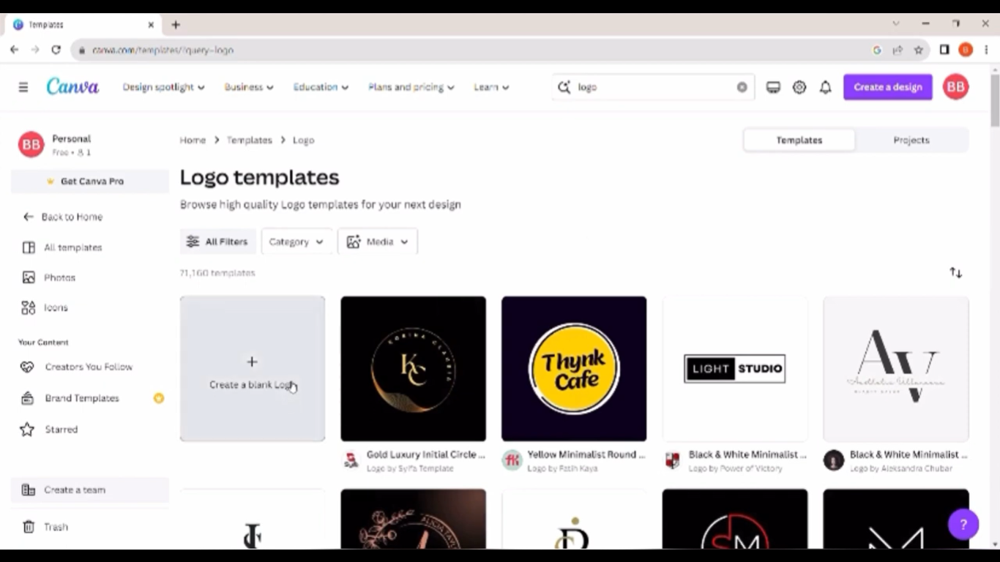 Templates
canva.com/templates/?query=logo
B
Canva
Design spotlight
Business
Education
Plans and pricing
Learn
logo
Create a design
BB
BB
Personal
Free • 1
Get Canva Pro
Back to Home
All templates
Photos
Icons
Your Content
Creators You Follow
Brand Templates
Starred
Create a team
Trash
Home > Templates > Logo
Templates
Projects
Logo templates
Browse high quality Logo templates for your next design
All Filters
Category
Media
71,160 templates
Create a blank Logo
KC
Thynk
Cafe
LIGHT STUDIO
AV
Gold Luxury Initial Circle ...
Logo by Syifa Template
Yellow Minimalist Round ...
Logo by Fatih Kaya
Black & White Minimalist ...
Logo by Power of Victory
Black & White Minimalist ...
Logo by Aleksandra Chubar
SM
?